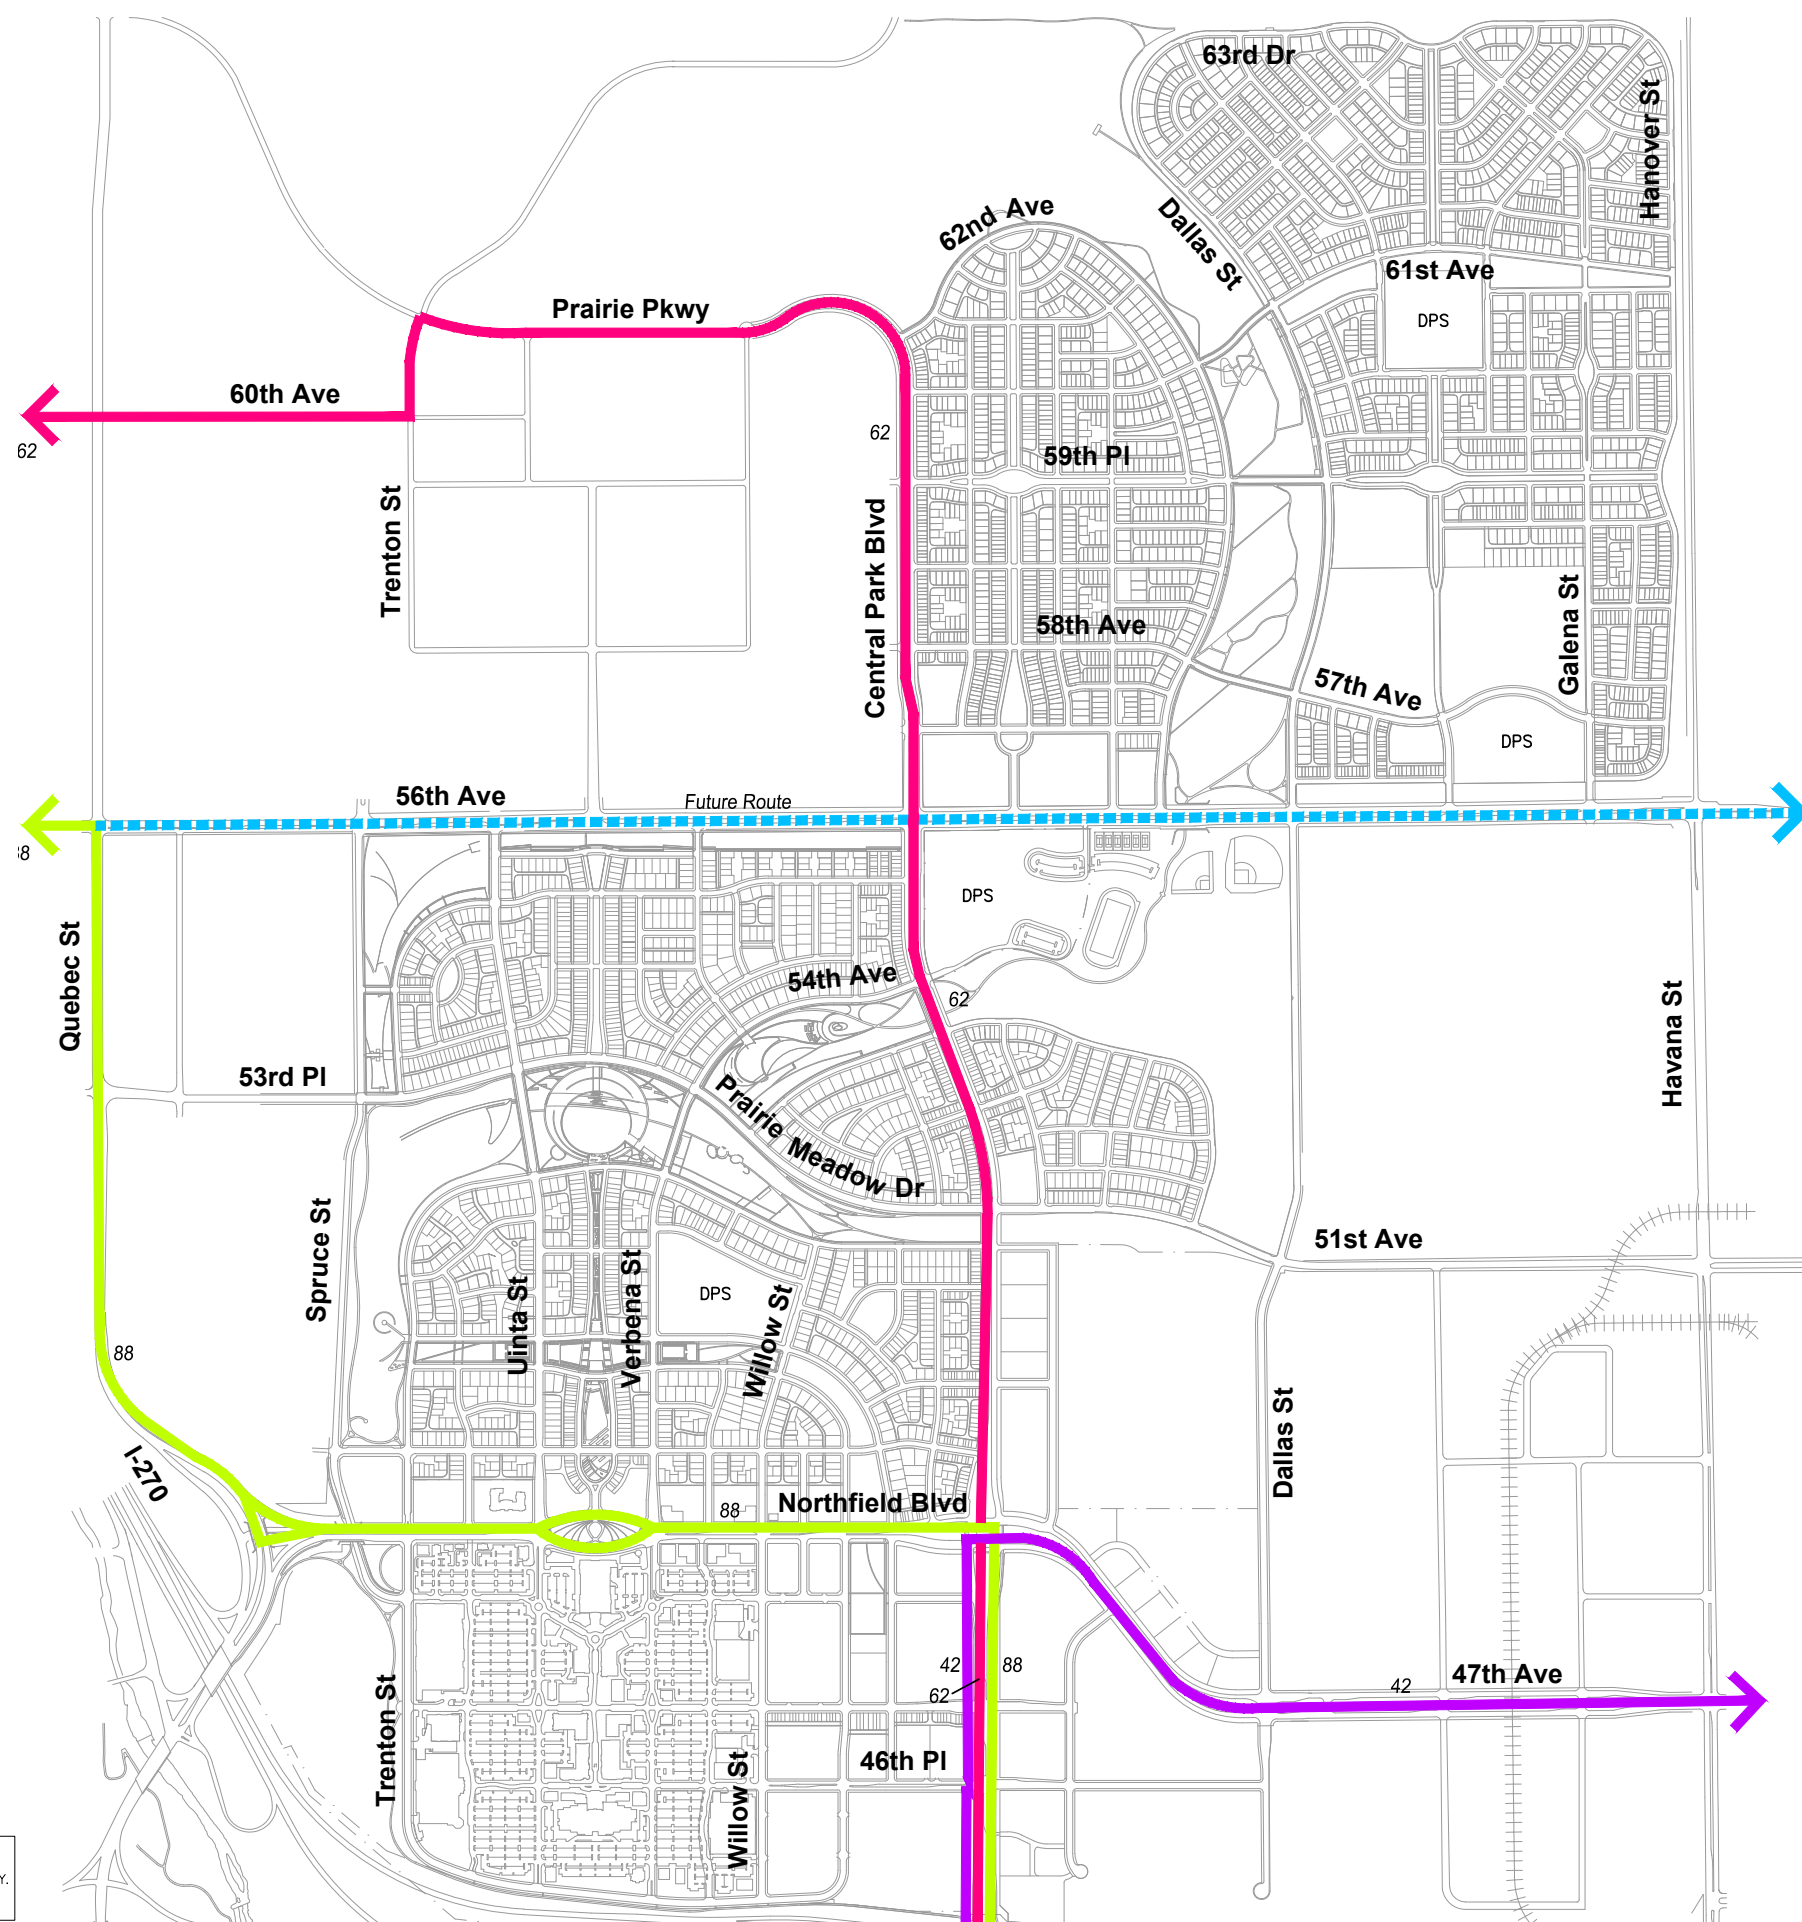 63rd Dr
Hanover St
62nd Ave
Dallas St
61st Ave
DPS
Prairie Pkwy
60th Ave
62
62
59th Pl
Trenton St
Central Park Blvd
58th Ave
Galena St
57th Ave
DPS
56th Ave
Future Route
DPS
Quebec St
54th Ave
62
Havana St
53rd Pl
Prairie Meadow Dr
Spruce St
51st Ave
Uinta St
Verbena St
DPS
Willow St
88
Dallas St
I-270
88
Northfield Blvd
42
88
62
47th Ave
42
Trenton St
46th Pl
Willow St
Y.